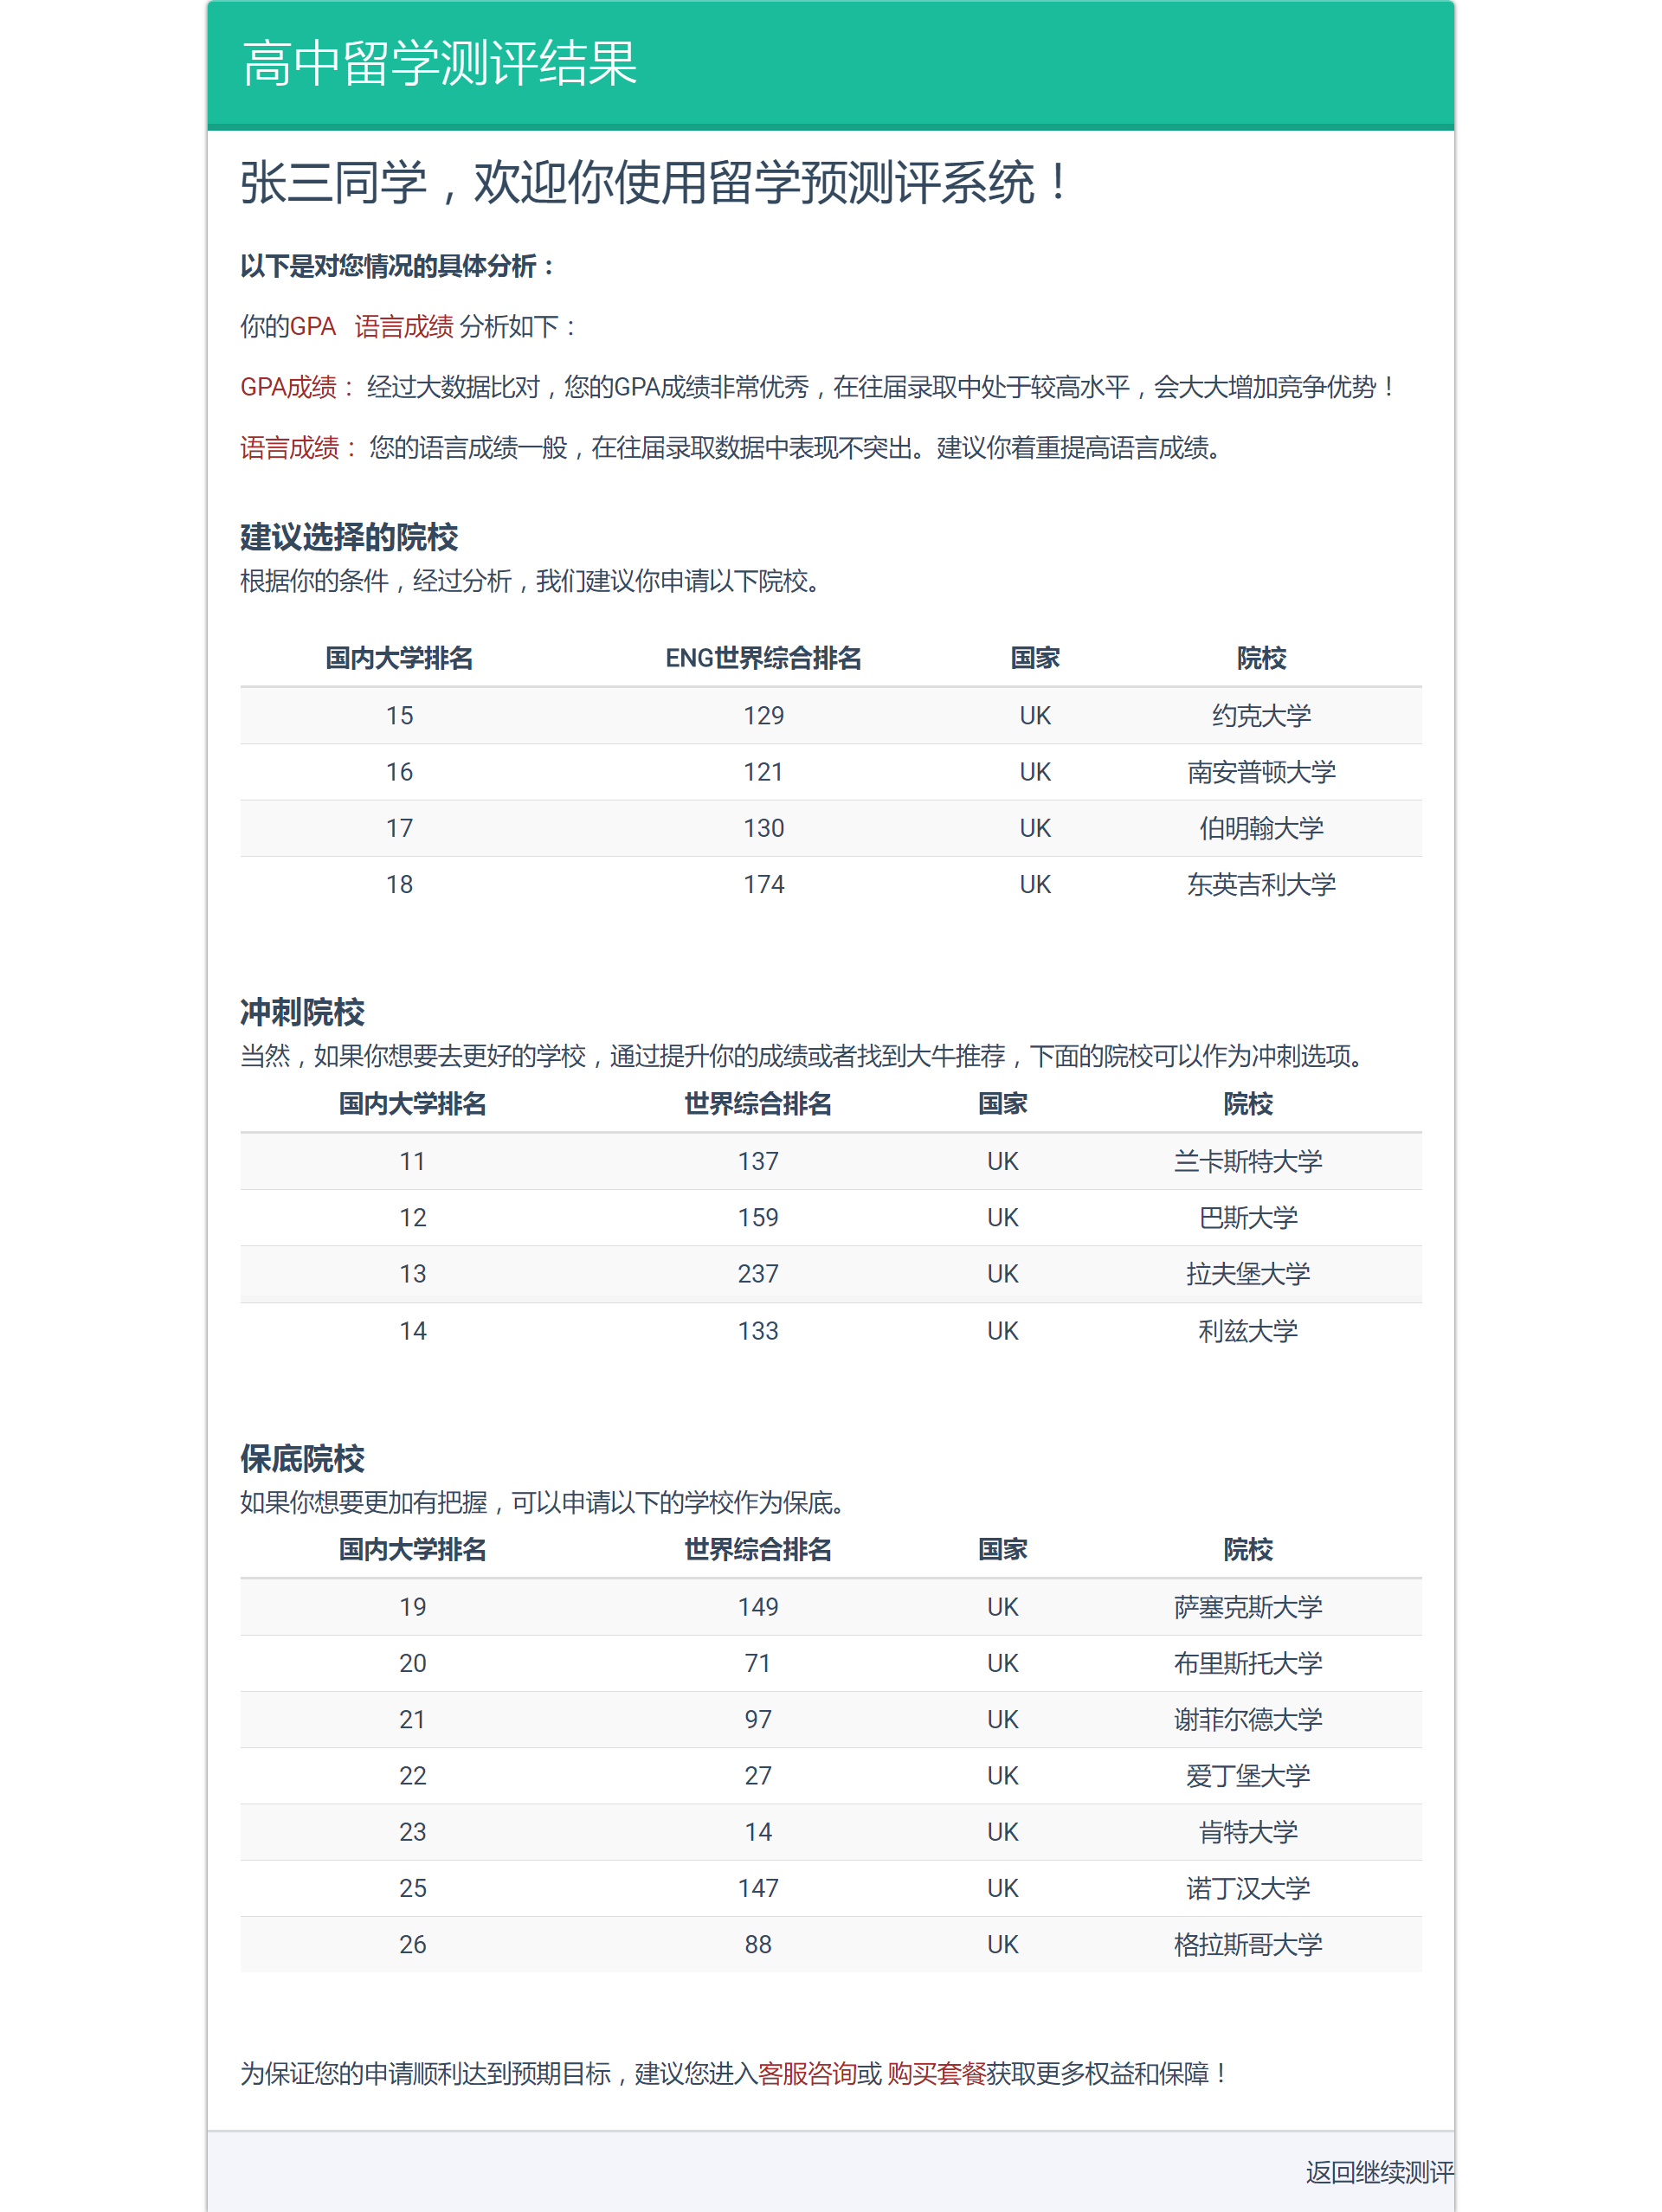 高中留学测评结果
张三同学，欢迎你使用留学预测评系统！
以下是对您情况的具体分析：
你的GPA 语言成绩 分析如下：
GPA成绩： 经过大数据比对，您的GPA成绩非常优秀，在往届录取中处于较高水平，会大大增加竞争优势！
语言成绩： 您的语言成绩一般，在往届录取数据中表现不突出。建议你着重提高语言成绩。
建议选择的院校
根据你的条件，经过分析，我们建议你申请以下院校。
国内大学排名 ENG世界综合排名 国家 院校
15 129 UK 约克大学
16 121 UK 南安普顿大学
17 130 UK 伯明翰大学
18 174 UK 东英吉利大学
冲刺院校
当然，如果你想要去更好的学校，通过提升你的成绩或者找到大牛推荐，下面的院校可以作为冲刺选项。
国内大学排名 世界综合排名 国家 院校
11 137 UK 兰卡斯特大学
12 159 UK 巴斯大学
13 237 UK 拉夫堡大学
14 133 UK 利兹大学
保底院校
如果你想要更加有把握，可以申请以下的学校作为保底。
国内大学排名 世界综合排名 国家 院校
19 149 UK 萨塞克斯大学
20 71 UK 布里斯托大学
21 97 UK 谢菲尔德大学
22 27 UK 爱丁堡大学
23 14 UK 肯特大学
25 147 UK 诺丁汉大学
26 88 UK 格拉斯哥大学
为保证您的申请顺利达到预期目标，建议您进入客服咨询或 购买套餐获取更多权益和保障！
返回继续测评